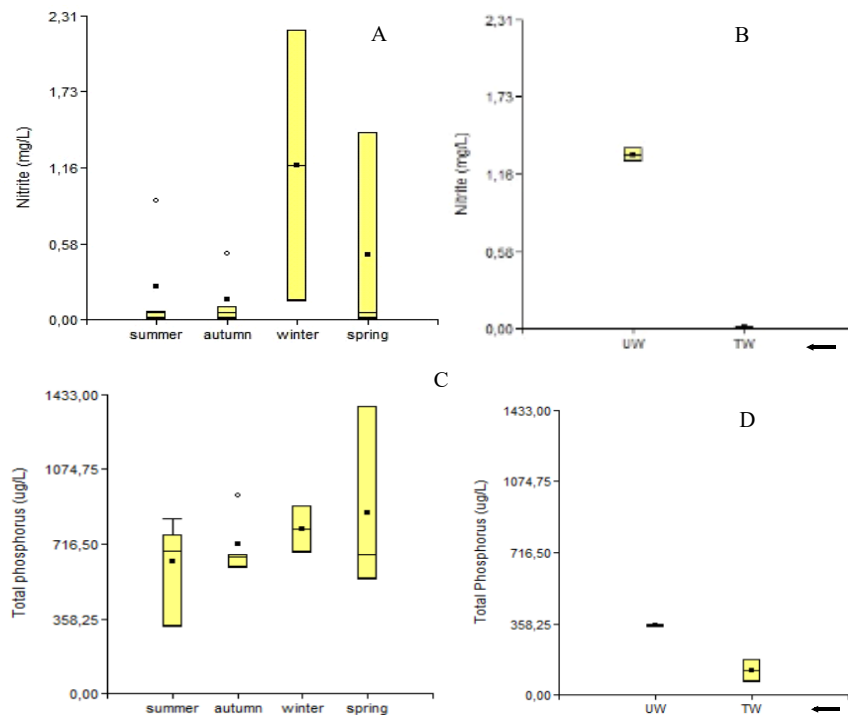 A
Nitrite (mg/L)
2,31
1,73
1,16
0,58
0,00
summer autumn winter spring
B
Nitrite (mg/L)
2,31
1,73
1,16
0,58
0,00
UW TW
C
Total phosphorus (ug/L)
1433,00
1074,75
716,50
358,25
0,00
summer autumn winter spring
D
Total Phosphorus (ug/L)
1433,00
1074,75
716,50
358,25
0,00
UW TW